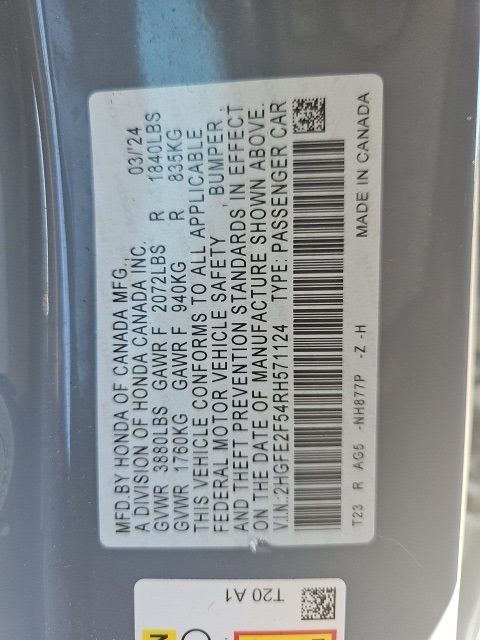 MFD.BY HONDA OF CANADA MFG.,
A DIVISION OF HONDA CANADA INC. 03/'24
GVWR 3880LBS GAWR F 2072LBS R 1840LBS
GVWR 1760KG GAWR F 940KG R 835KG
THIS VEHICLE CONFORMS TO ALL APPLICABLE
FEDERAL MOTOR VEHICLE SAFETY , BUMPER ,
AND THEFT PREVENTION STANDARDS IN EFFECT
ON THE DATE OF MANUFACTURE SHOWN ABOVE.
V.I.N.:2HGFE2F54RH571124 TYPE: PASSENGER CAR
T23 R AG5 -NH877P -Z -H MADE IN CANADA
T20 A1